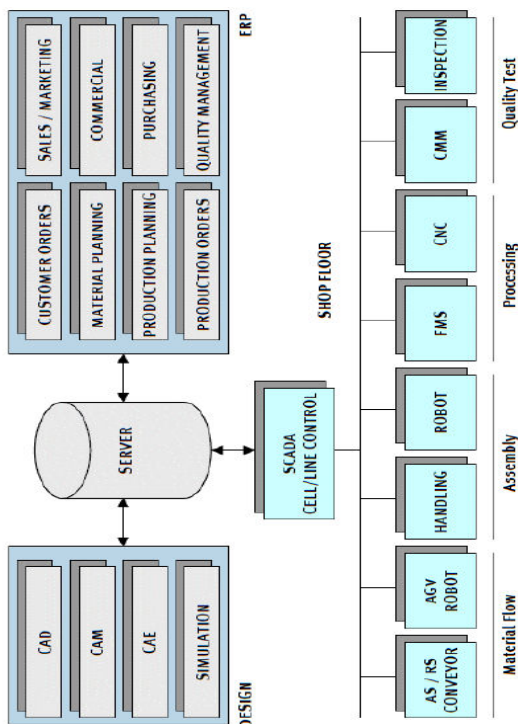 CAD
CAM
CAE
SIMULATION
DESIGN
SERVER
CUSTOMER ORDERS
SALES / MARKETING
MATERIAL PLANNING
COMMERCIAL
PRODUCTION PLANNING
PURCHASING
PRODUCTION ORDERS
QUALITY MANAGEMENT
ERP
SCADA
CELL/LINE CONTROL
SHOP FLOOR
AS / RS
CONVEYOR
AGV
ROBOT
HANDLING
ROBOT
FMS
CNC
CMM
INSPECTION
Material Flow
Assembly
Processing
Quality Test